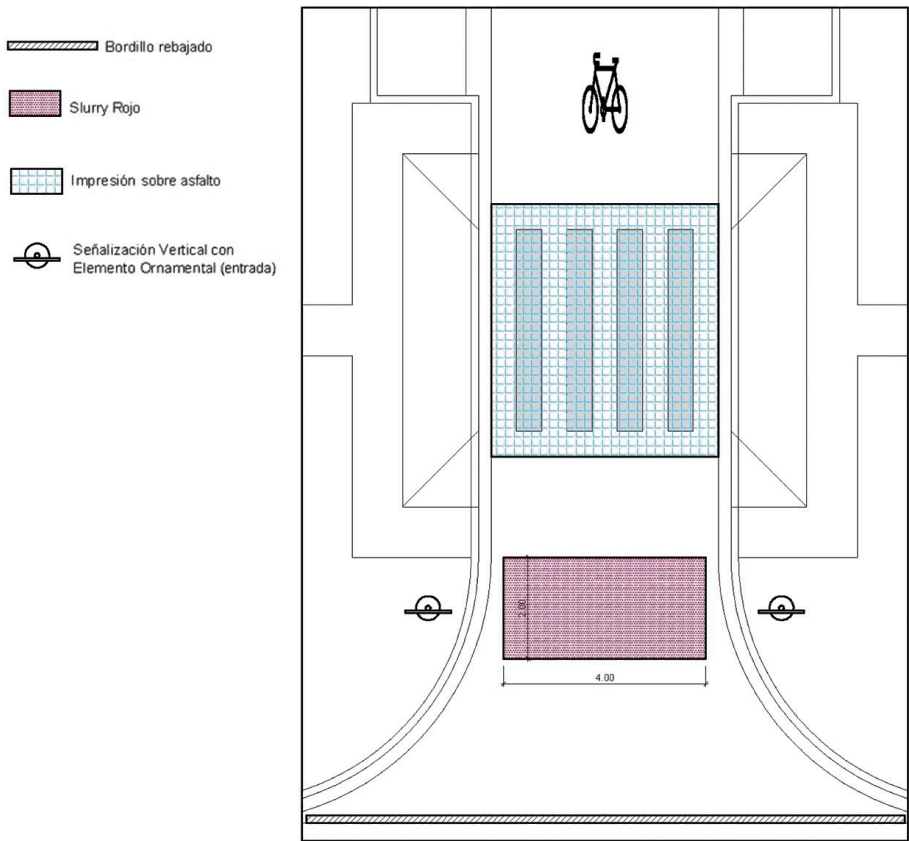 Bordillo rebajado
Slurry Rojo
Impresión sobre asfalto
Señalización Vertical con
Elemento Ornamental (entrada)
2.00
4.00